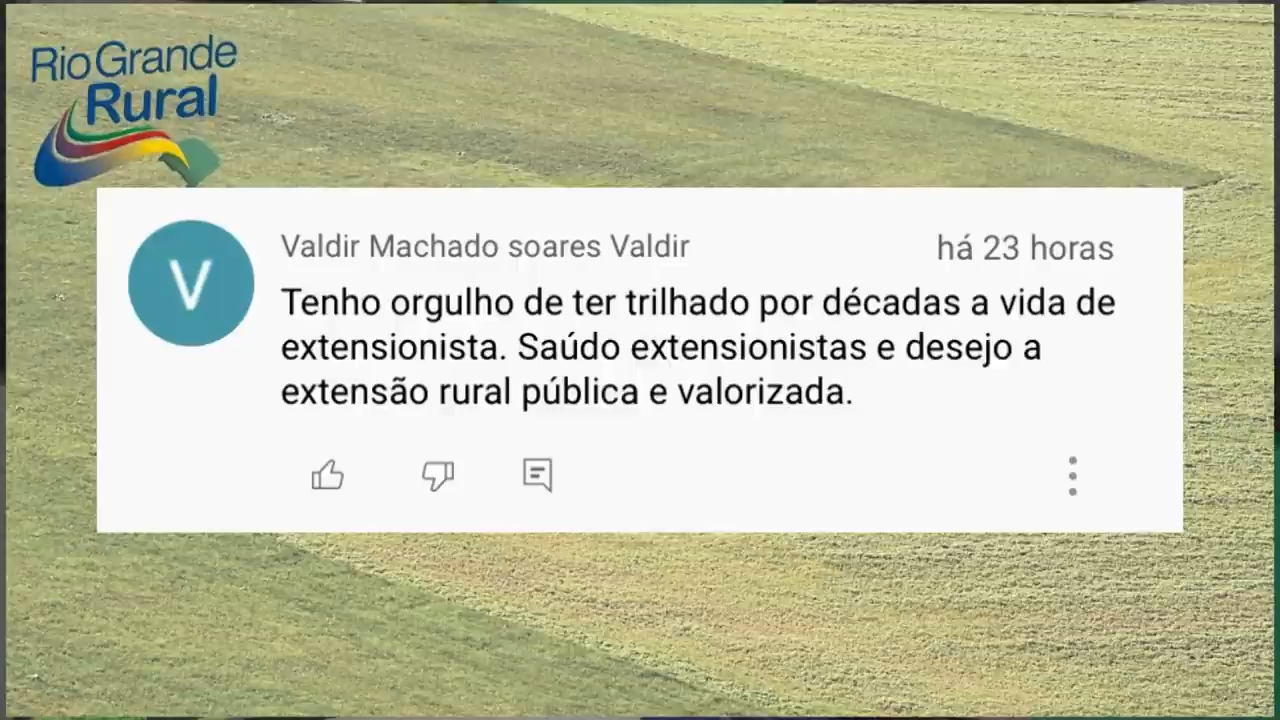 Rio Grande
Rural
V
Valdir Machado soares Valdir
há 23 horas
Tenho orgulho de ter trilhado por décadas a vida de
extensionista. Saúdo extensionistas e desejo a
extensão rural pública e valorizada.